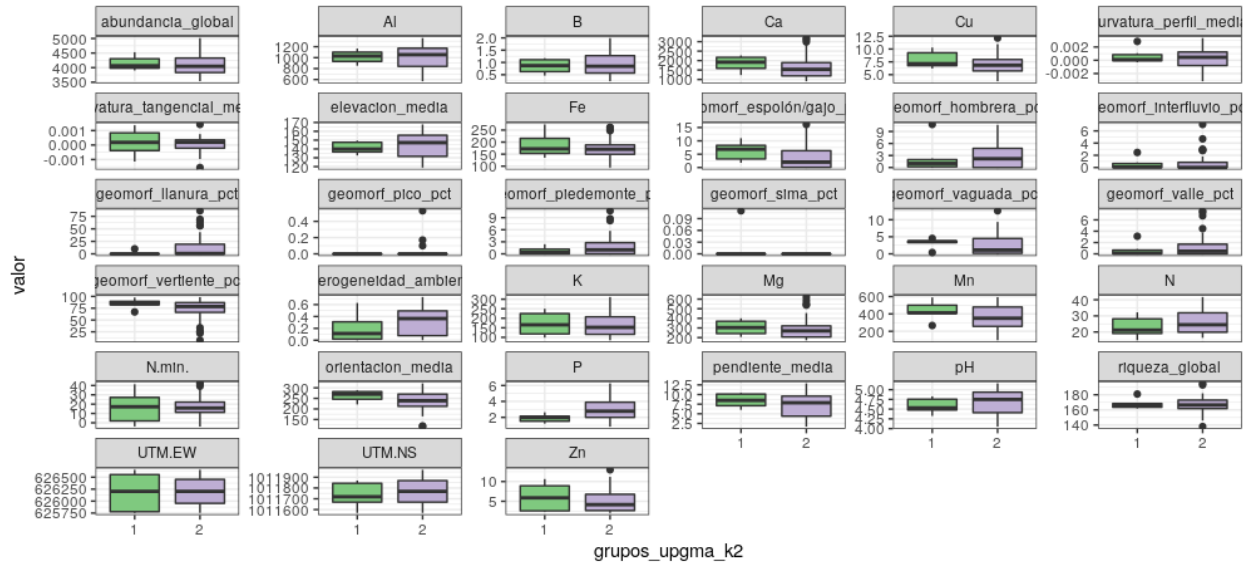 abundancia_global Al B Ca Cu urvatura_perfil_medi
5000 4500 4000 3500 1200 1000 800 600 2.0 1.5 1.0 0.5 3000 2500 2000 1500 1000 12.5 10.0 7.5 5.0 0.002 0.000 -0.002
vatura_tangencial_me elevacion_media Fe omorf_espolón/gajo_ eomorf_hombrera_pc eomorf_interfluvio_pc
0.001 0.000 -0.001 170 160 150 140 130 120 250 200 150 100 15 10 5 0 9 6 3 0 6 4 2 0
geomorf_llanura_pct geomorf_pico_pct eomorf_piedemonte_p geomorf_sima_pct geomorf_vaguada_pc geomorf_valle_pct
75 50 25 0 0.4 0.2 0.0 9 6 3 0 0.09 0.06 0.03 0.00 10 5 0 6 4 2 0
geomorf_vertiente_pc erogeneidad_ambier K Mg Mn N
100 75 50 25 0.6 0.4 0.2 0.0 300 250 200 150 100 600 500 400 300 200 600 400 200 40 30 20
N.min. orientacion_media P pendiente_media pH riqueza_global
40 30 20 10 0 300 250 200 150 6 4 2 12.5 10.0 7.5 5.0 2.5 5.00 4.75 4.50 4.25 4.00 180 160 140
UTM.EW UTM.NS Zn
626500 626250 626000 625750 1011900 1011800 1011700 1011600 10 5
1 2 1 2 1 2 1 2 1 2 1 2
valor
grupos_upgma_k2